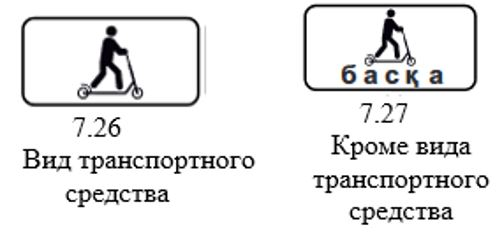 7.26
Вид транспортного
средства
басқа
7.27
Кроме вида
транспортного
средства